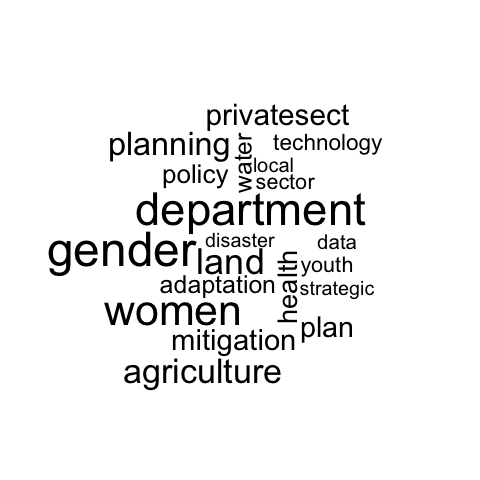 privatesect
planning
technology
water
local
policy
sector
department
gender
disaster
data
land
health
youth
adaptation
strategic
women
plan
mitigation
agriculture